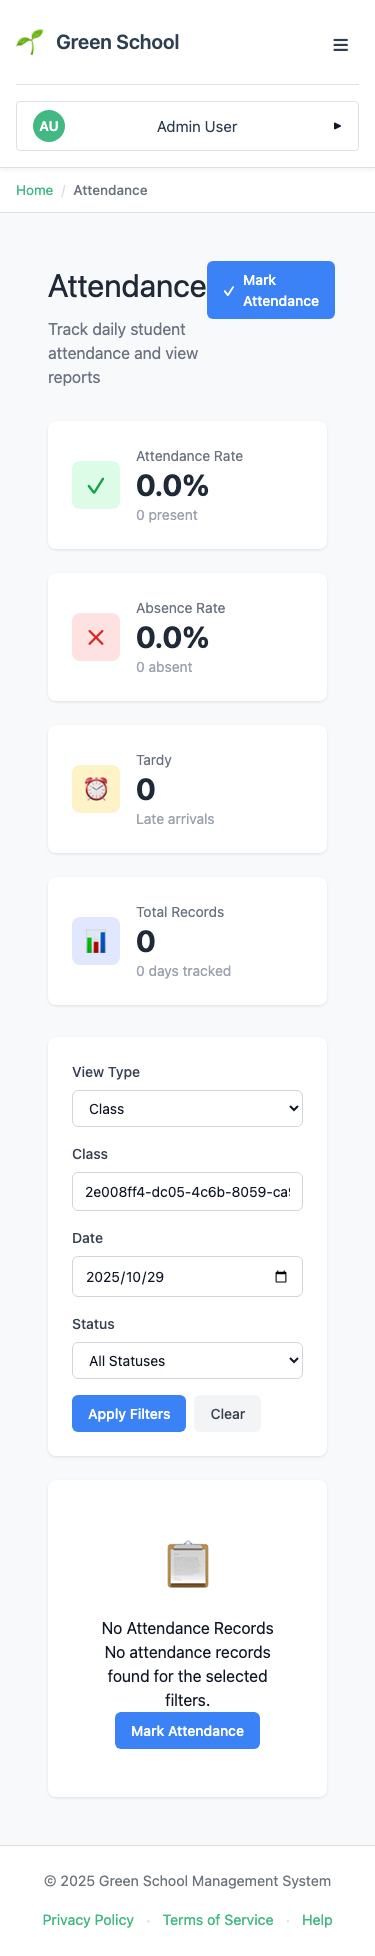 Green School
AU
Admin User
Home / Attendance
Attendance
Mark
Attendance
Track daily student
attendance and view
reports
Attendance Rate
0.0%
0 present
Absence Rate
0.0%
0 absent
Tardy
0
Late arrivals
Total Records
0
0 days tracked
View Type
Class
Class
2e008ff4-dc05-4c6b-8059-ca
Date
2025/10/29
Status
All Statuses
Apply Filters
Clear
No Attendance Records
No attendance records
found for the selected
filters.
Mark Attendance
© 2025 Green School Management System
Privacy Policy · Terms of Service · Help